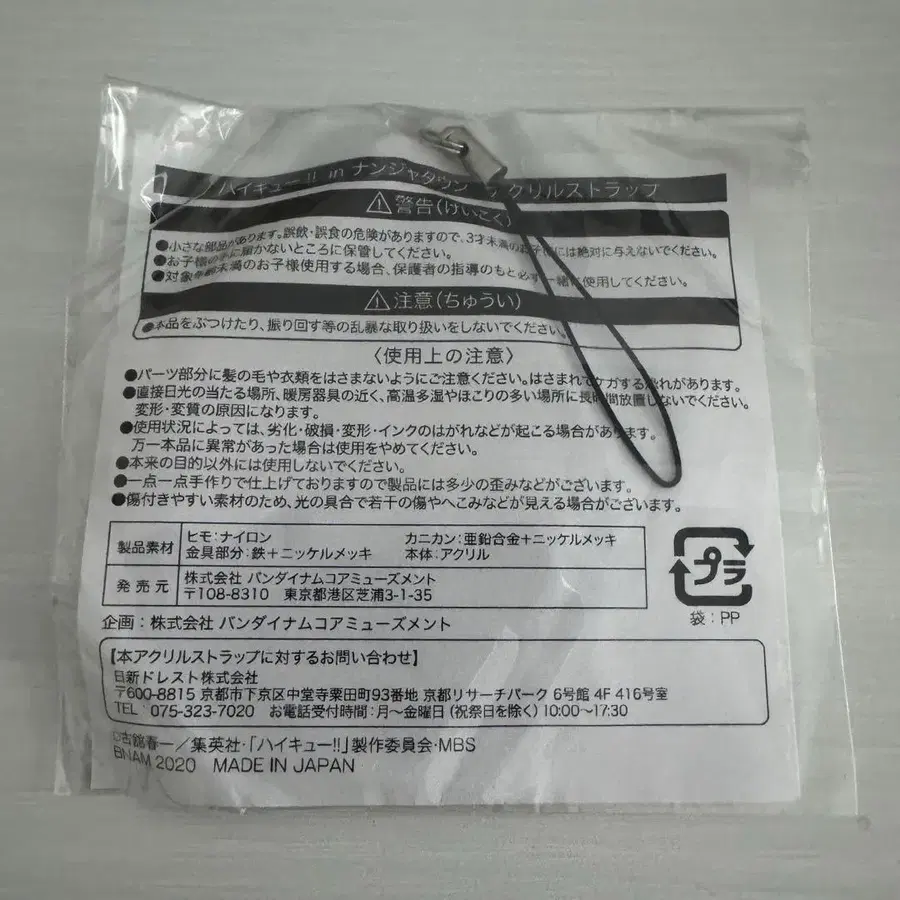 ハイキュー!! in ナンジャタウン アクリルストラップ
警告(けいこく)
●小さな部品があります。誤飲・誤食の危険がありますので、3才未満のお子様には絶対に与えないでください。
●お子様の手に届かないところに保管してください。
●対象年齢未満のお子様使用する場合、保護者の指導のもと必ず一緒に使用してください。
注意(ちゅうい)
●本品をぶつけたり、振り回す等の乱暴な取り扱いをしないでください。
〈使用上の注意〉
●パーツ部分に髪の毛や衣類をはさまないようにご注意ください。はさまれてケガする恐れがあります。
●直接日光の当たる場所、暖房器具の近く、高温多湿やほこりの多い場所に長時間放置しないでください。
変形・変質の原因になります。
●使用状況によっては、劣化・破損・変形・インクのはがれなどが起こる場合があります。
万一本品に異常があった場合は使用をやめてください。
●本来の目的以外には使用しないでください。
●一点一点手作りで仕上げておりますので製品には多少の歪みなどがございます。
●傷付きやすい素材のため、光の具合で若干の傷やへこみなどが見える場合がございます。
製品素材 ヒモ:ナイロン カニカン:亜鉛合金+ニッケルメッキ
金具部分:鉄+ニッケルメッキ 本体:アクリル
発売元 株式会社 バンダイナムコアミューズメント
〒108-8310 東京都港区芝浦3-1-35
プラ
袋:PP
企画:株式会社 バンダイナムコアミューズメント
【本アクリルストラップに対するお問い合わせ】
日新ドレスト株式会社
〒600-8815 京都市下京区中堂寺粟田町93番地 京都リサーチパーク 6号館 4F 416号室
TEL 075-323-7020 お電話受付時間:月～金曜日(祝祭日を除く)10:00～17:30
古舘春一／集英社・「ハイキュー!!」製作委員会・MBS
BNAM 2020 MADE IN JAPAN